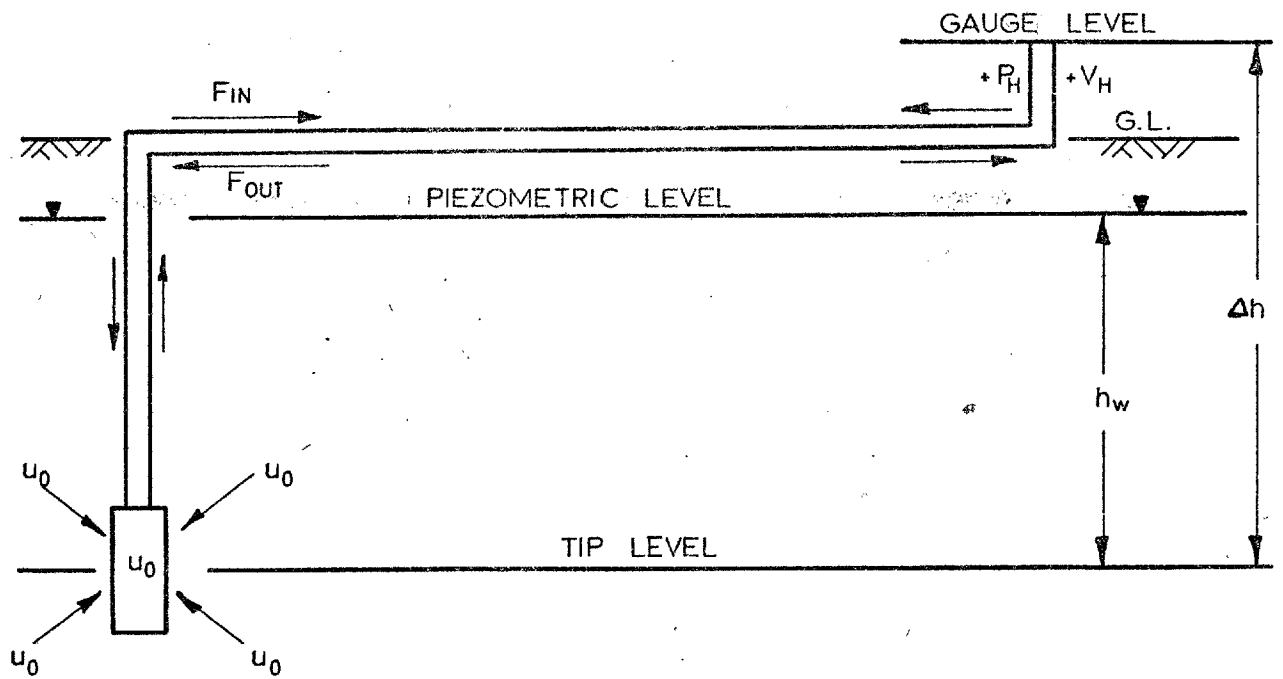 GAUGE LEVEL
+ P_H + V_H
F_IN
G.L.
F_OUT
PIEZOMETRIC LEVEL
Δh
h_w
u_0 u_0
TIP LEVEL
u_0
u_0 u_0